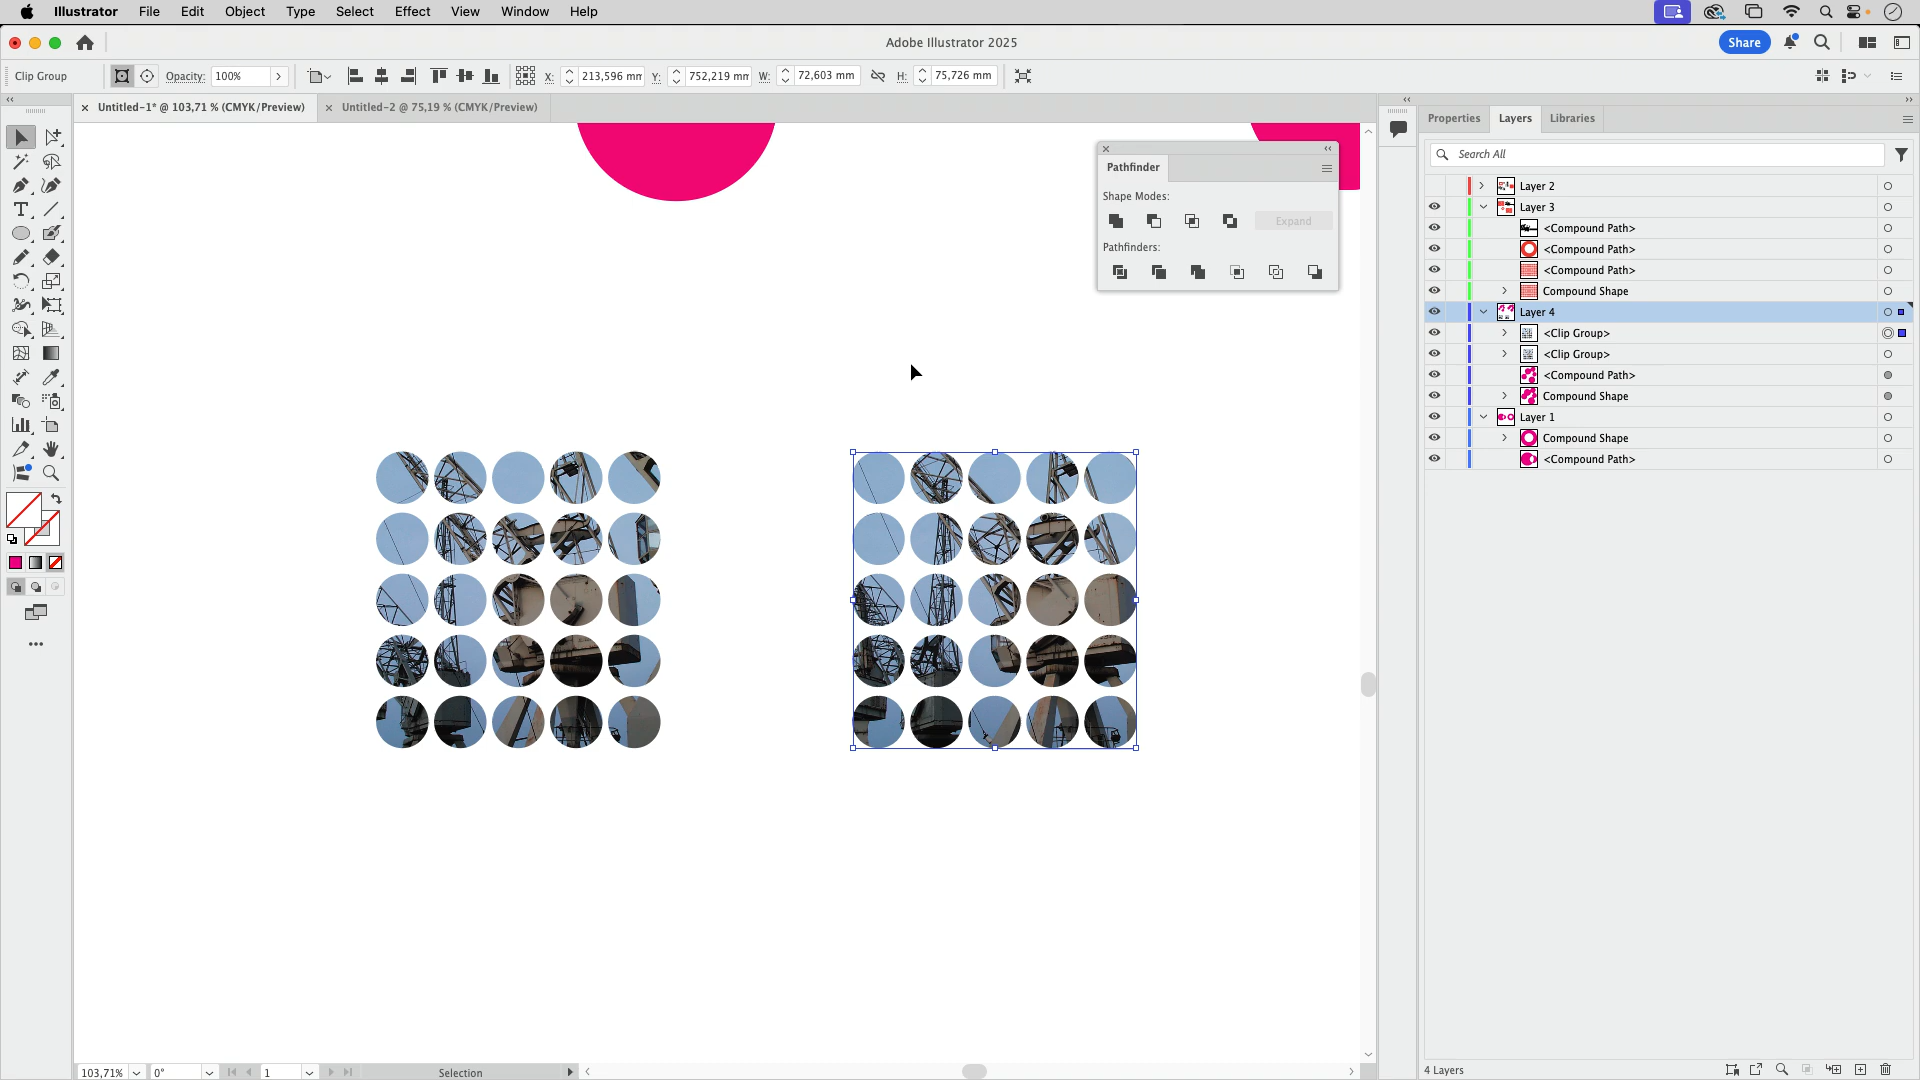 Illustrator File Edit Object Type Select Effect View Window Help
Adobe Illustrator 2025
Share
Clip Group
Opacity: 100%
X: 213,596 mm Y: 752,219 mm W: 72,603 mm H: 75,726 mm
Untitled-1* @ 103,71 % (CMYK/Preview)
Untitled-2 @ 75,19 % (CMYK/Preview)
Pathfinder
Shape Modes:
Expand
Pathfinders:
Properties Layers Libraries
Search All
Layer 2
Layer 3
<Compound Path>
<Compound Path>
<Compound Path>
Compound Shape
Layer 4
<Clip Group>
<Clip Group>
<Compound Path>
Compound Shape
Layer 1
Compound Shape
<Compound Path>
103,71% 0° 1 Selection
4 Layers